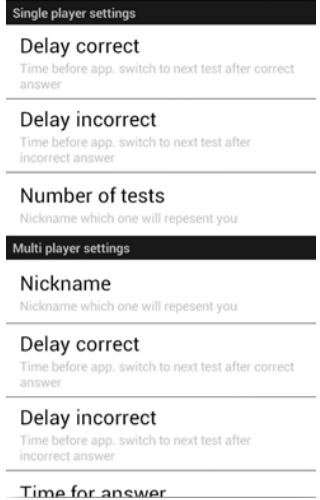 Single player settings
Delay correct
Time before app. switch to next test after correct
answer
Delay incorrect
Time before app. switch to next test after
incorrect answer
Number of tests
Nickname which one will repesent you
Multi player settings
Nickname
Nickname which one will repesent you
Delay correct
Time before app. switch to next test after correct
answer
Delay incorrect
Time before app. switch to next test after
incorrect answer
Time for answer